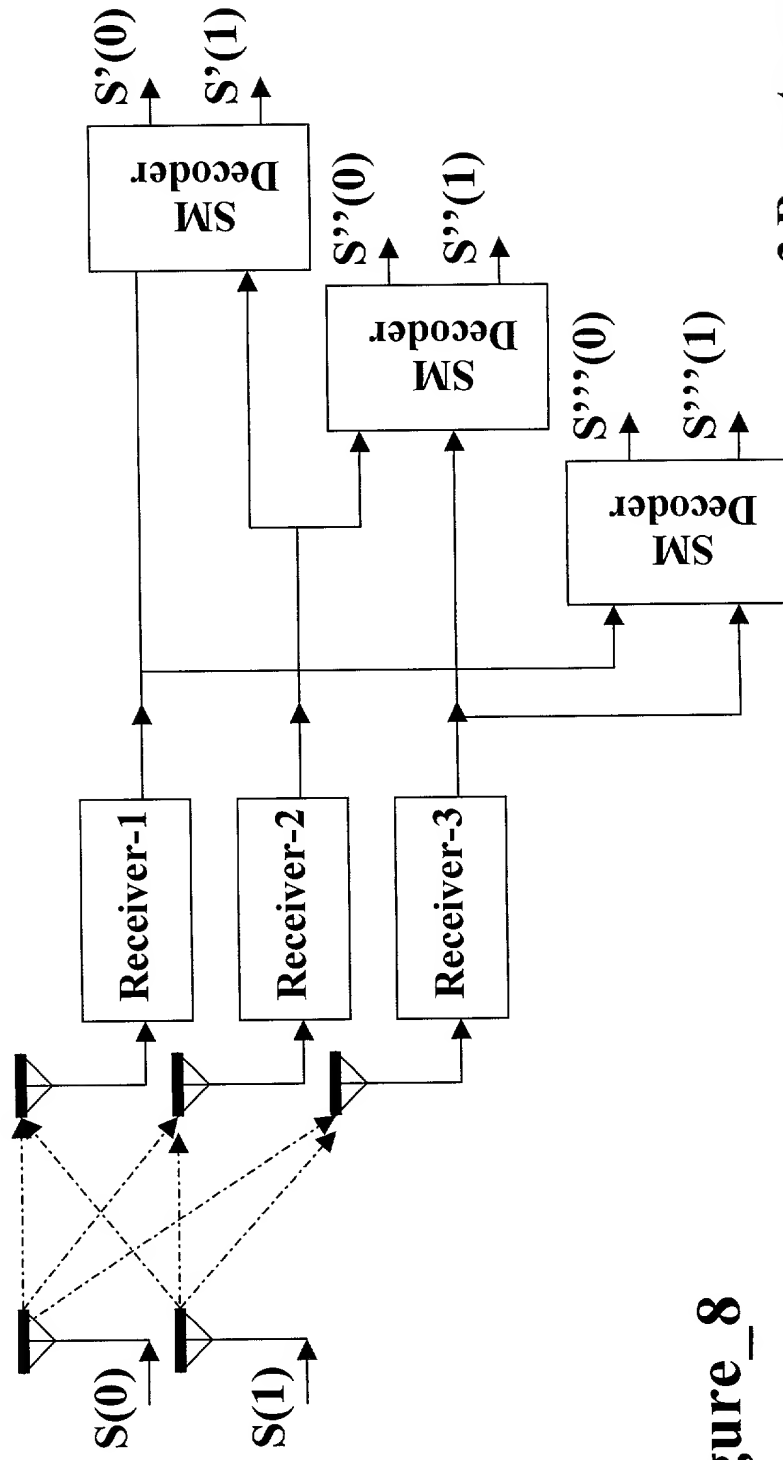 S(0)
S(1)
Receiver-1
Receiver-2
Receiver-3
SM
Decoder
S’(0)
S’(1)
SM
Decoder
S’’(0)
S’’(1)
SM
Decoder
S’’’(0)
S’’’(1)
gure_8